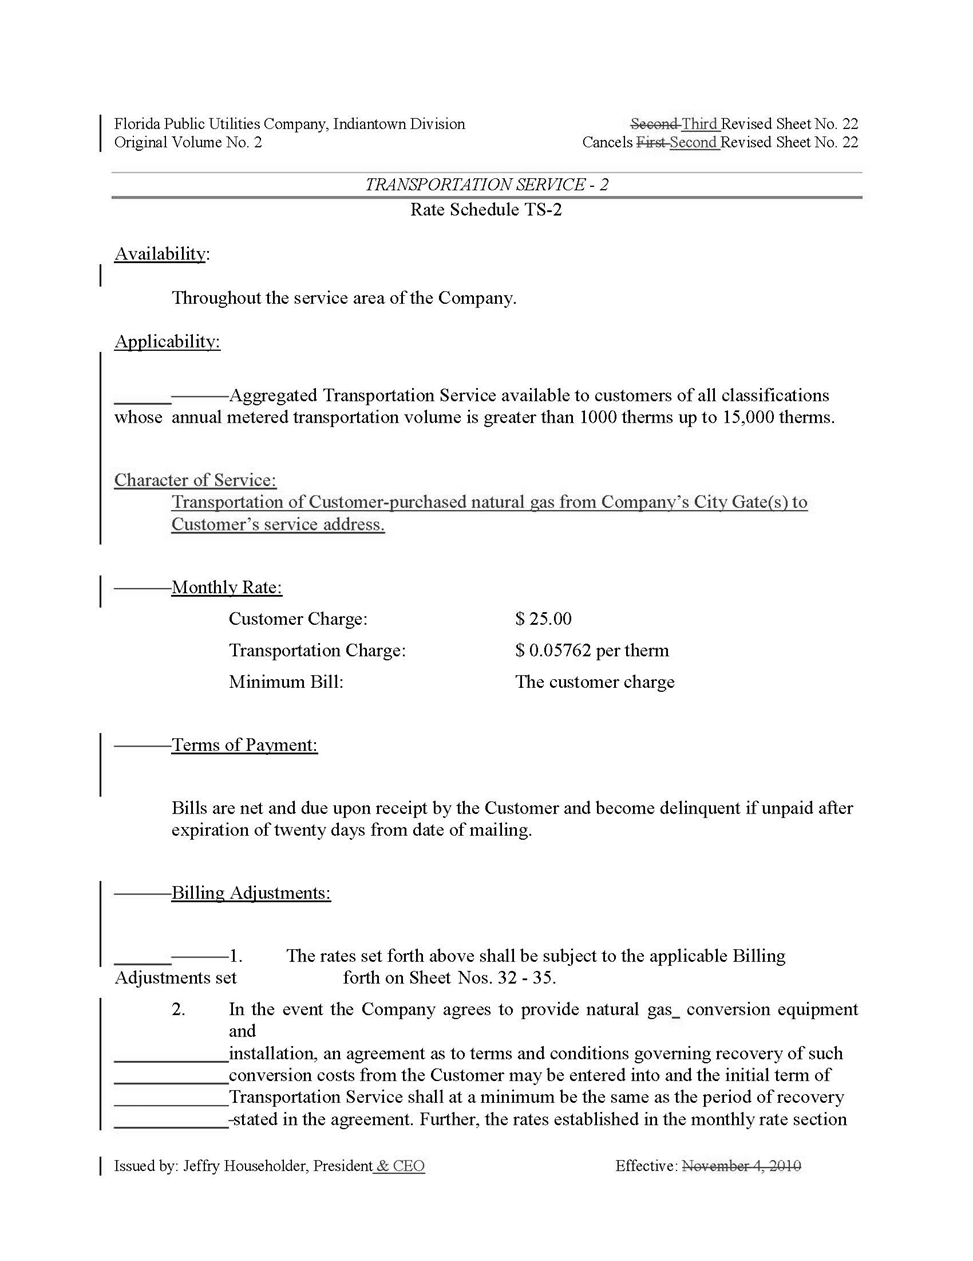 Florida Public Utilities Company, Indiantown Division Second Third Revised Sheet No. 22
Original Volume No. 2 Cancels First Second Revised Sheet No. 22
TRANSPORTATION SERVICE - 2
Rate Schedule TS-2
Availability:
Throughout the service area of the Company.
Applicability:
Aggregated Transportation Service available to customers of all classifications
whose annual metered transportation volume is greater than 1000 therms up to 15,000 therms.
Character of Service:
Transportation of Customer-purchased natural gas from Company’s City Gate(s) to
Customer’s service address.
Monthly Rate:
Customer Charge: $ 25.00
Transportation Charge: $ 0.05762 per therm
Minimum Bill: The customer charge
Terms of Payment:
Bills are net and due upon receipt by the Customer and become delinquent if unpaid after
expiration of twenty days from date of mailing.
Billing Adjustments:
1. The rates set forth above shall be subject to the applicable Billing
Adjustments set forth on Sheet Nos. 32 - 35.
2. In the event the Company agrees to provide natural gas_ conversion equipment
and
installation, an agreement as to terms and conditions governing recovery of such
conversion costs from the Customer may be entered into and the initial term of
Transportation Service shall at a minimum be the same as the period of recovery
-stated in the agreement. Further, the rates established in the monthly rate section
Issued by: Jeffry Householder, President & CEO Effective: November 4, 2010